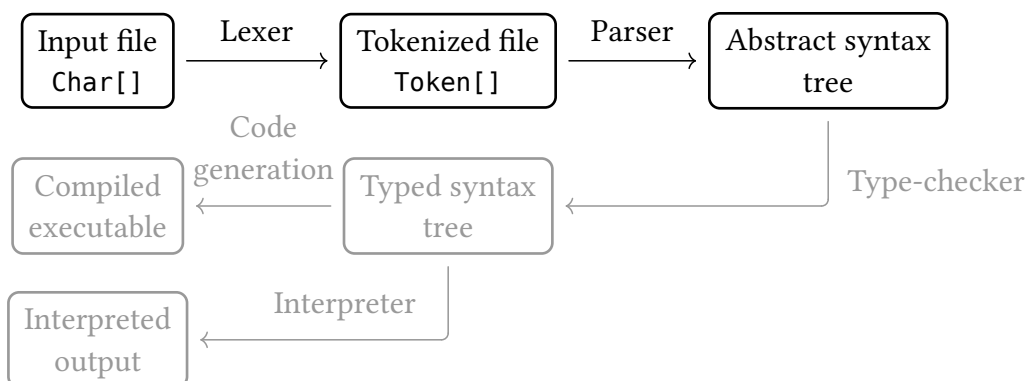 Input file
Char[]
Lexer
Tokenized file
Token[]
Parser
Abstract syntax
tree
Type-checker
Typed syntax
tree
Code
generation
Compiled
executable
Interpreter
Interpreted
output